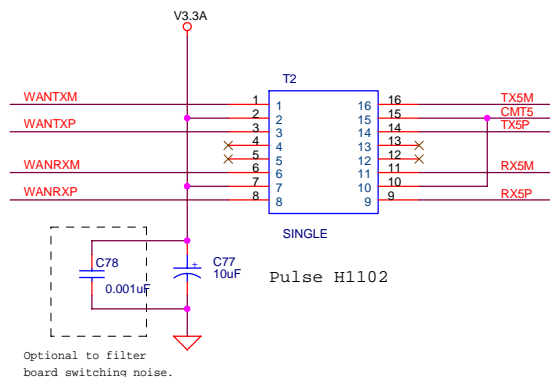 V3.3A
T2
WANTXM 1 1 16 16 TX5M
2 2 15 15 CMT5
WANTXP 3 3 14 14 TX5P
4 4 13 13
5 5 12 12
WANRXM 6 6 11 11 RX5M
7 7 10 10
WANRXP 8 8 9 9 RX5P
SINGLE
C78 C77
0.001uF 10uF
+
Pulse H1102
Optional to filter
board switching noise.